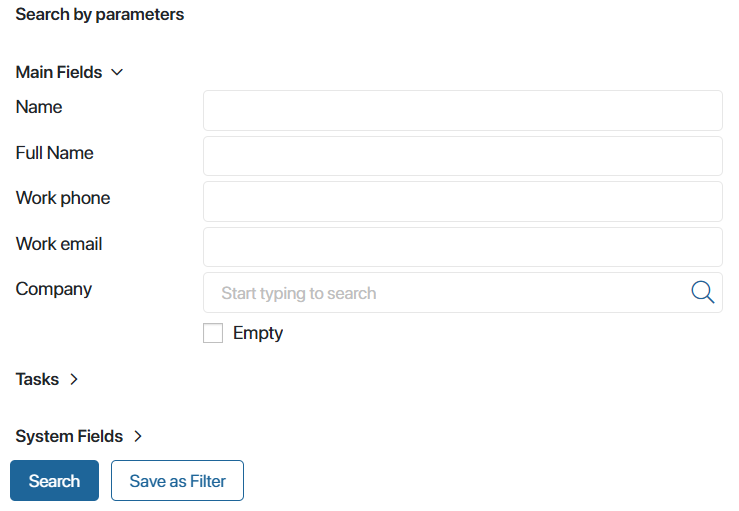 Search by parameters
Main Fields
Name
Full Name
Work phone
Work email
Company
Start typing to search
Empty
Tasks
System Fields
Search
Save as Filter